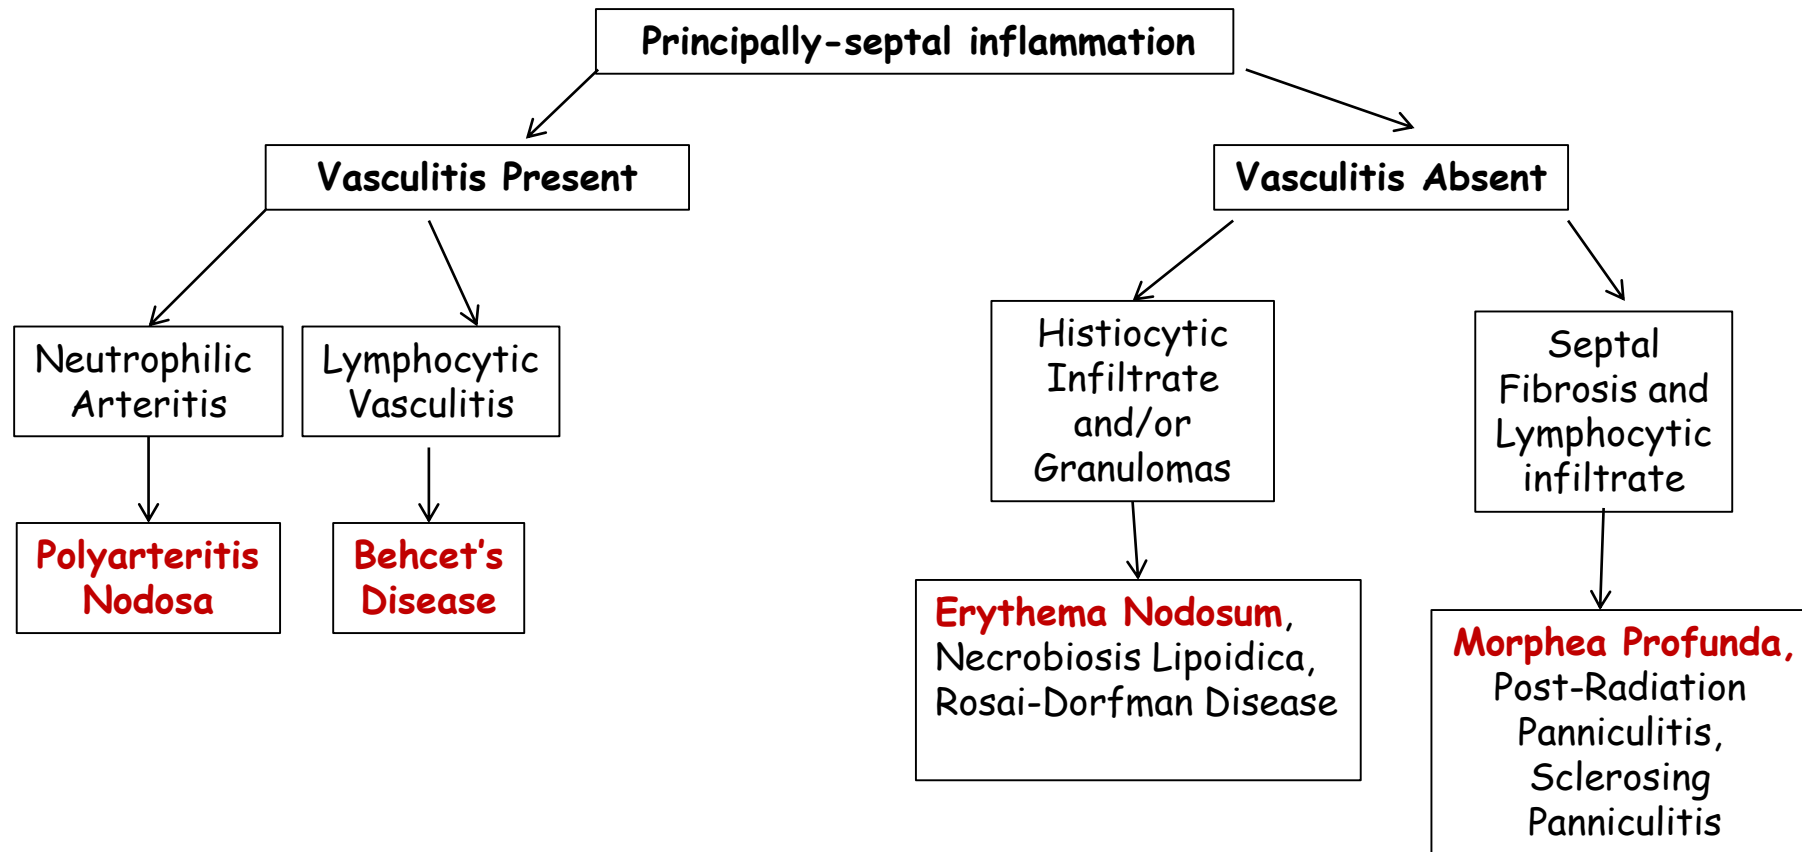 Principally-septal inflammation
Vasculitis Present
Vasculitis Absent
Neutrophilic
Arteritis
Lymphocytic
Vasculitis
Histiocytic
Infiltrate
and/or
Granulomas
Septal
Fibrosis and
Lymphocytic
infiltrate
Polyarteritis
Nodosa
Behcet's
Disease
Erythema Nodosum,
Necrobiosis Lipoidica,
Rosai-Dorfman Disease
Morphea Profunda,
Post-Radiation
Panniculitis,
Sclerosing
Panniculitis